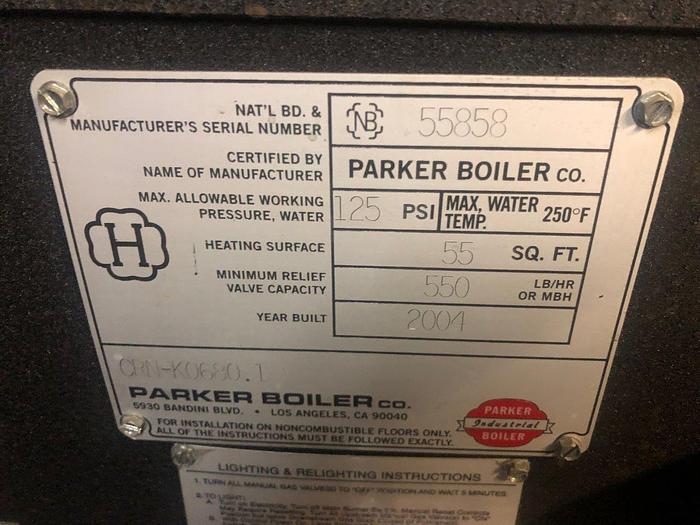 NAT'L BD. &
MANUFACTURER'S SERIAL NUMBER
NB 55858
CERTIFIED BY
NAME OF MANUFACTURER
PARKER BOILER CO.
MAX. ALLOWABLE WORKING
PRESSURE, WATER
125 PSI
MAX, WATER
TEMP.
250°F
H
HEATING SURFACE
55 SQ. FT.
MINIMUM RELIEF
VALVE CAPACITY
550
LB/HR
OR MBH
YEAR BUILT
2004
CRN-K0680.1
PARKER BOILER CO.
5930 BANDINI BLVD. • LOS ANGELES, CA 90040
FOR INSTALLATION ON NONCOMBUSTIBLE FLOORS ONLY.
ALL OF THE INSTRUCTIONS MUST BE FOLLOWED EXACTLY.
PARKER
Industrial
BOILER
LIGHTING & RELIGHTING INSTRUCTIONS
1. TURN ALL MANUAL GAS VALVES TO "OFF" POSITION AND WAIT 5 MINUTES.
2. TO LIGHT: